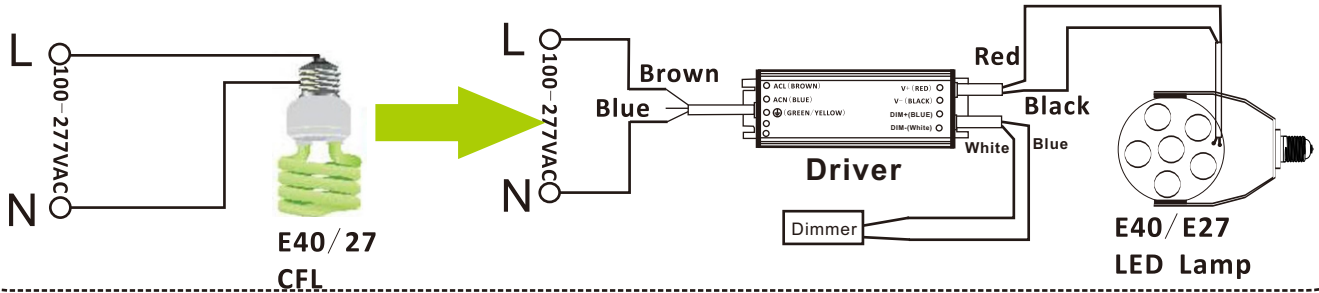 L
100-277VAC
N
E40/27
CFL
L
100-277VAC
N
Brown
Blue
ACL(BROWN)
ACN(BLUE)
(GREEN/YELLOW)
V+(RED)
V-(BLACK)
DIM+(BLUE)
DIM-(White)
Driver
Red
Black
White
Blue
Dimmer
E40/E27
LED Lamp